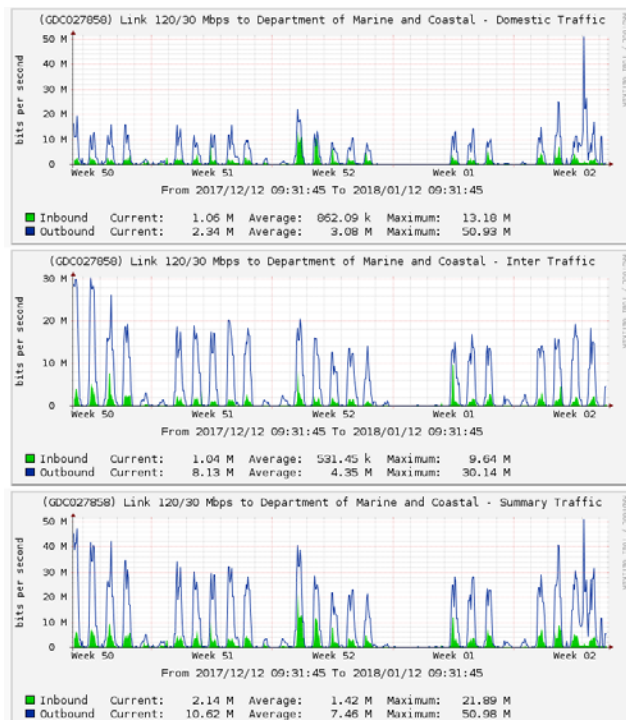 (GDC027858) Link 120/30 Mbps to Department of Marine and Coastal - Domestic Traffic
bits per second
50 M
40 M
30 M
20 M
10 M
0
Week 50 Week 51 Week 52 Week 01 Week 02
From 2017/12/12 09:31:45 To 2018/01/12 09:31:45
Inbound Current: 1.06 M Average: 862.09 k Maximum: 13.18 M
Outbound Current: 2.34 M Average: 3.08 M Maximum: 50.93 M
(GDC027858) Link 120/30 Mbps to Department of Marine and Coastal - Inter Traffic
bits per second
30 M
20 M
10 M
0
Week 50 Week 51 Week 52 Week 01 Week 02
From 2017/12/12 09:31:45 To 2018/01/12 09:31:45
Inbound Current: 1.04 M Average: 531.45 k Maximum: 9.64 M
Outbound Current: 8.13 M Average: 4.35 M Maximum: 30.14 M
(GDC027858) Link 120/30 Mbps to Department of Marine and Coastal - Summary Traffic
bits per second
50 M
40 M
30 M
20 M
10 M
0
Week 50 Week 51 Week 52 Week 01 Week 02
From 2017/12/12 09:31:45 To 2018/01/12 09:31:45
Inbound Current: 2.14 M Average: 1.42 M Maximum: 21.89 M
Outbound Current: 10.62 M Average: 7.46 M Maximum: 50.98 M